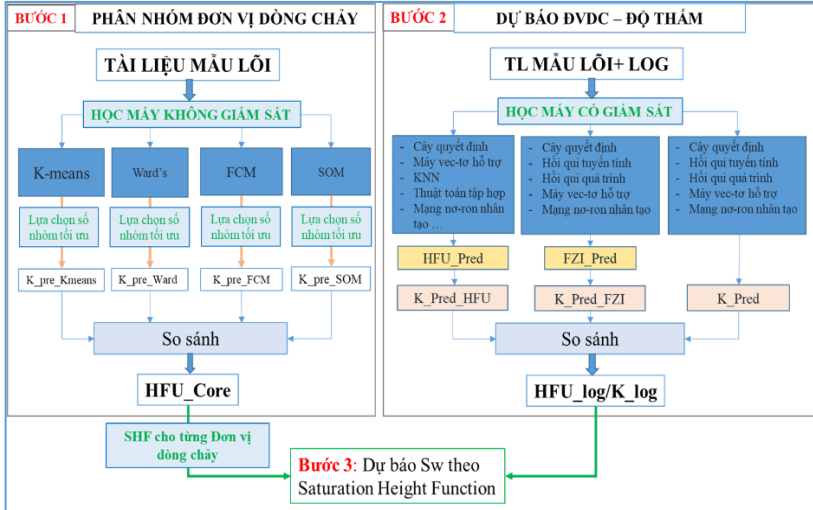 BƯỚC 1
PHÂN NHÓM ĐƠN VỊ DÒNG CHẢY
TÀI LIỆU MẪU LÕI
HỌC MÁY KHÔNG GIÁM SÁT
K-means
Ward's
FCM
SOM
Lựa chọn số
nhóm tối ưu
Lựa chọn số
nhóm tối ưu
Lựa chọn số
nhóm tối ưu
Lựa chọn số
nhóm tối ưu
K_pre_Kmeans
K_pre_Ward
K_pre_FCM
K_pre_SOM
So sánh
HFU_Core
SHF cho từng Đơn vị
dòng chảy
BƯỚC 2
DỰ BÁO ĐVDC – ĐỘ THẤM
TL MẪU LÕI+ LOG
HỌC MÁY CÓ GIÁM SÁT
- Cây quyết định
- Máy vec-tơ hỗ trợ
- KNN
- Thuật toán tập hợp
- Mạng nơ-ron nhân
tạo ...
- Cây quyết định
- Hồi qui tuyến tính
- Hồi qui quá trình
- Máy vec-tơ hỗ trợ
- Mạng nơ-ron nhân tạo
- Cây quyết định
- Hồi qui tuyến tính
- Hồi qui quá trình
- Máy vec-tơ hỗ trợ
- Mạng nơ-ron nhân tạo
HFU_Pred
FZI_Pred
K_Pred_HFU
K_Pred_FZI
K_Pred
So sánh
HFU_log/K_log
Bước 3: Dự báo Sw theo
Saturation Height Function